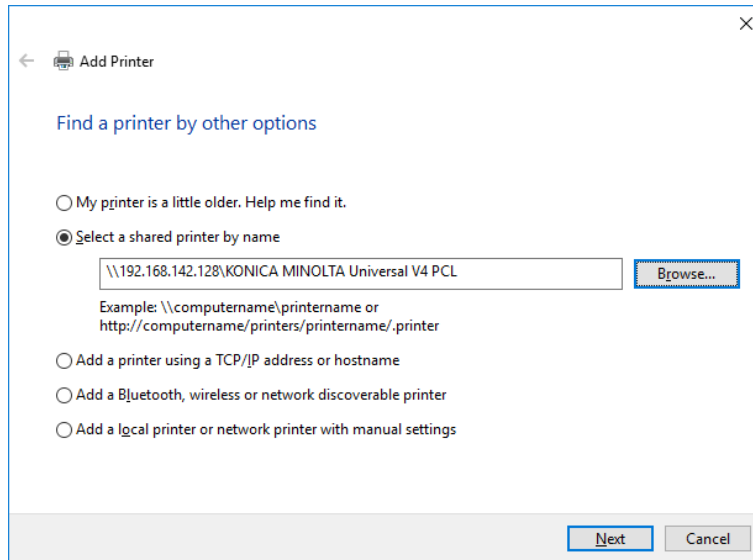 Add Printer
Find a printer by other options
My printer is a little older. Help me find it.
Select a shared printer by name
\\192.168.142.128\KONICA MINOLTA Universal V4 PCL
Browse...
Example: \\computername\printername or
http://computername/printers/printername/.printer
Add a printer using a TCP/IP address or hostname
Add a Bluetooth, wireless or network discoverable printer
Add a local printer or network printer with manual settings
Next
Cancel